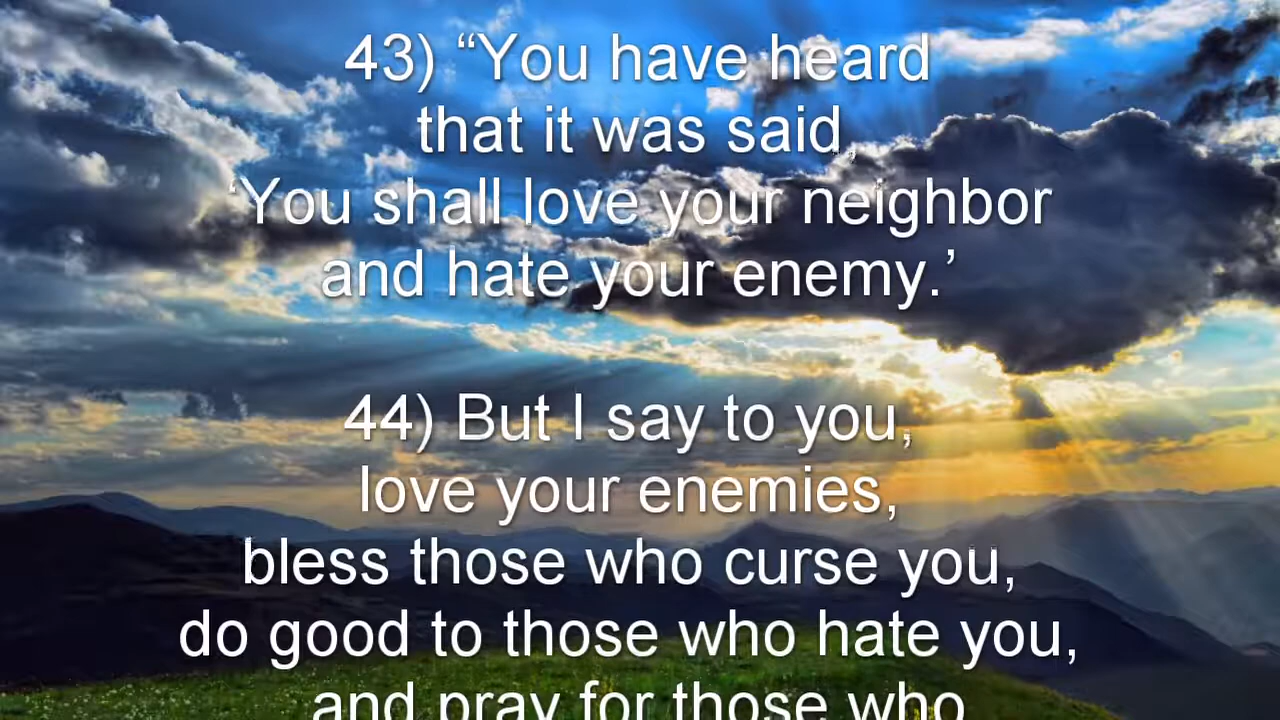 43) “You have heard
that it was said,
‘You shall love your neighbor
and hate your enemy.’
44) But I say to you,
love your enemies,
bless those who curse you,
do good to those who hate you,
and pray for those who